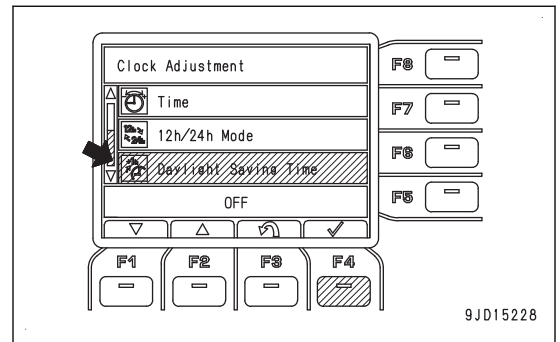 Clock Adjustment
F8
Time
F7
12h/24h Mode
F6
Daylight Saving Time
OFF
F5
F1 F2 F3 F4
9JD15228